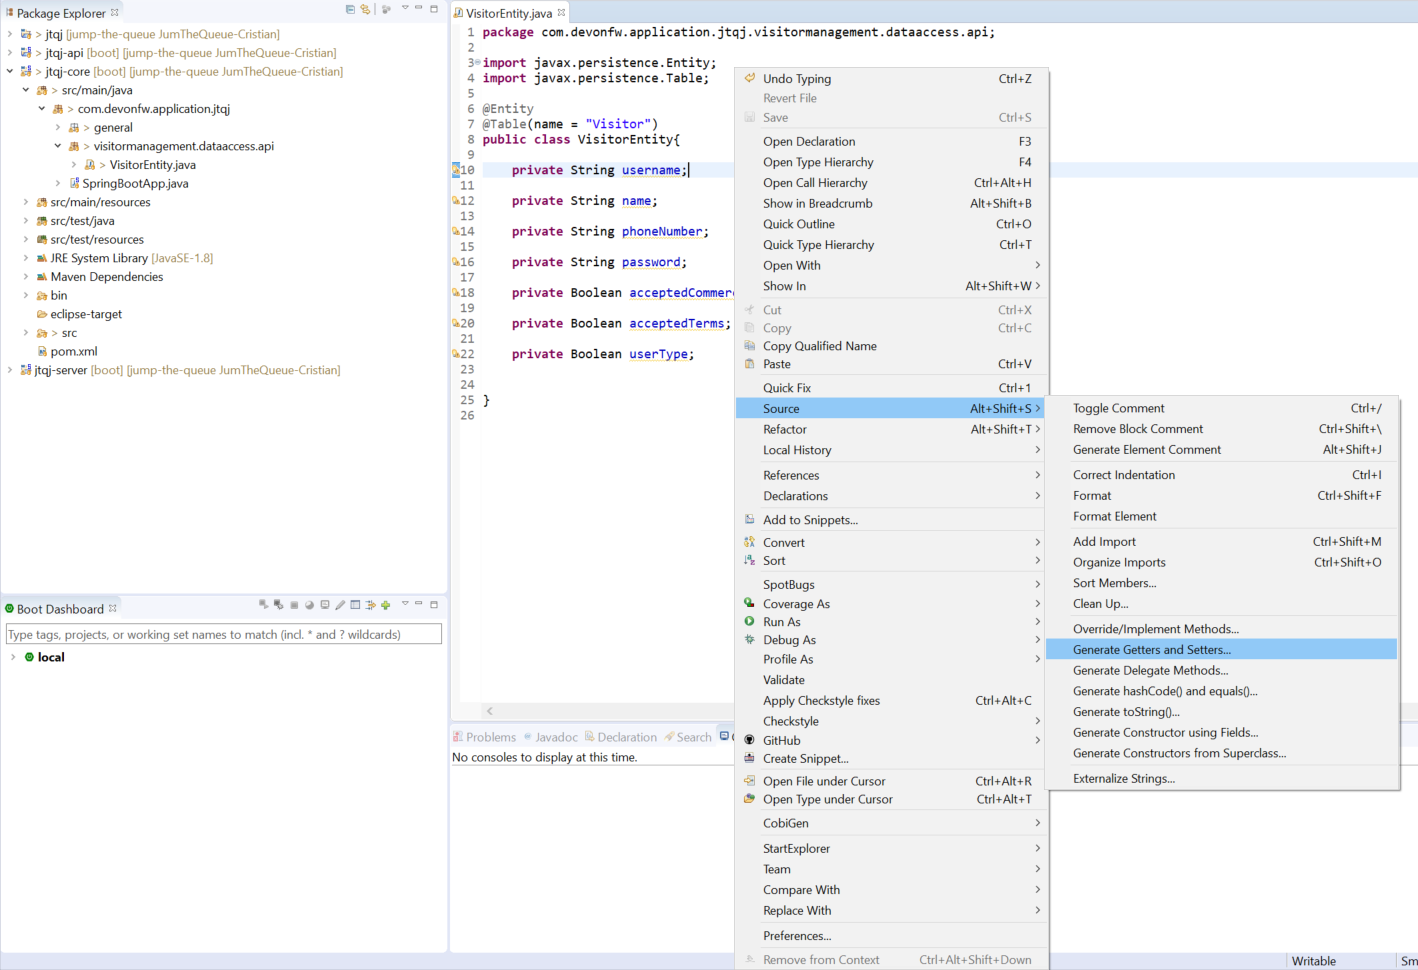 Package Explorer
> jtqj [jump-the-queue JumTheQueue-Cristian]
> jtqj-api [boot] [jump-the-queue JumTheQueue-Cristian]
> jtqj-core [boot] [jump-the-queue JumTheQueue-Cristian]
> src/main/java
> com.devonfw.application.jtqj
> general
> visitormanagement.dataaccess.api
> VisitorEntity.java
SpringBootApp.java
src/main/resources
src/test/java
src/test/resources
JRE System Library [JavaSE-1.8]
Maven Dependencies
bin
eclipse-target
> src
pom.xml
jtqj-server [boot] [jump-the-queue JumTheQueue-Cristian]
Boot Dashboard
Type tags, projects, or working set names to match (incl. * and ? wildcards)
local
VisitorEntity.java
1 package com.devonfw.application.jtqj.visitormanagement.dataaccess.api;
2
3 import javax.persistence.Entity;
4 import javax.persistence.Table;
5
6 @Entity
7 @Table(name = "Visitor")
8 public class VisitorEntity{
9
10 private String username;
11
12 private String name;
13
14 private String phoneNumber;
15
16 private String password;
17
18 private Boolean acceptedCommer
19
20 private Boolean acceptedTerms;
21
22 private Boolean userType;
23
24
25 }
26
Problems Javadoc Declaration Search
No consoles to display at this time.
Undo Typing Ctrl+Z
Revert File
Save Ctrl+S
Open Declaration F3
Open Type Hierarchy F4
Open Call Hierarchy Ctrl+Alt+H
Show in Breadcrumb Alt+Shift+B
Quick Outline Ctrl+O
Quick Type Hierarchy Ctrl+T
Open With
Show In Alt+Shift+W
Cut Ctrl+X
Copy Ctrl+C
Copy Qualified Name
Paste Ctrl+V
Quick Fix Ctrl+1
Source Alt+Shift+S
Refactor Alt+Shift+T
Local History
References
Declarations
Add to Snippets...
Convert
Sort
SpotBugs
Coverage As
Run As
Debug As
Profile As
Validate
Apply Checkstyle fixes Ctrl+Alt+C
Checkstyle
GitHub
Create Snippet...
Open File under Cursor Ctrl+Alt+R
Open Type under Cursor Ctrl+Alt+T
CobiGen
StartExplorer
Team
Compare With
Replace With
Preferences...
Remove from Context Ctrl+Alt+Shift+Down
Toggle Comment Ctrl+/
Remove Block Comment Ctrl+Shift+\
Generate Element Comment Alt+Shift+J
Correct Indentation Ctrl+I
Format Ctrl+Shift+F
Format Element
Add Import Ctrl+Shift+M
Organize Imports Ctrl+Shift+O
Sort Members...
Clean Up...
Override/Implement Methods...
Generate Getters and Setters...
Generate Delegate Methods...
Generate hashCode() and equals()...
Generate toString()...
Generate Constructor using Fields...
Generate Constructors from Superclass...
Externalize Strings...
Writable Sm